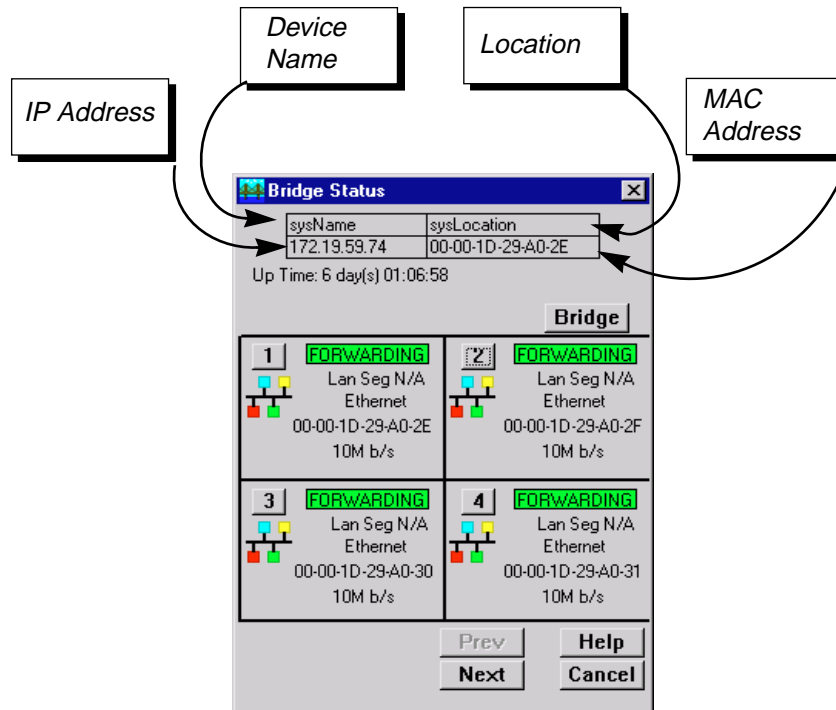 Device
Name
Location
IP Address
MAC
Address
Bridge Status
sysName sysLocation
172.19.59.74 00-00-1D-29-A0-2E
Up Time: 6 day(s) 01:06:58
Bridge
1 FORWARDING
Lan Seg N/A
Ethernet
00-00-1D-29-A0-2E
10M b/s
2 FORWARDING
Lan Seg N/A
Ethernet
00-00-1D-29-A0-2F
10M b/s
3 FORWARDING
Lan Seg N/A
Ethernet
00-00-1D-29-A0-30
10M b/s
4 FORWARDING
Lan Seg N/A
Ethernet
00-00-1D-29-A0-31
10M b/s
Prev Help
Next Cancel